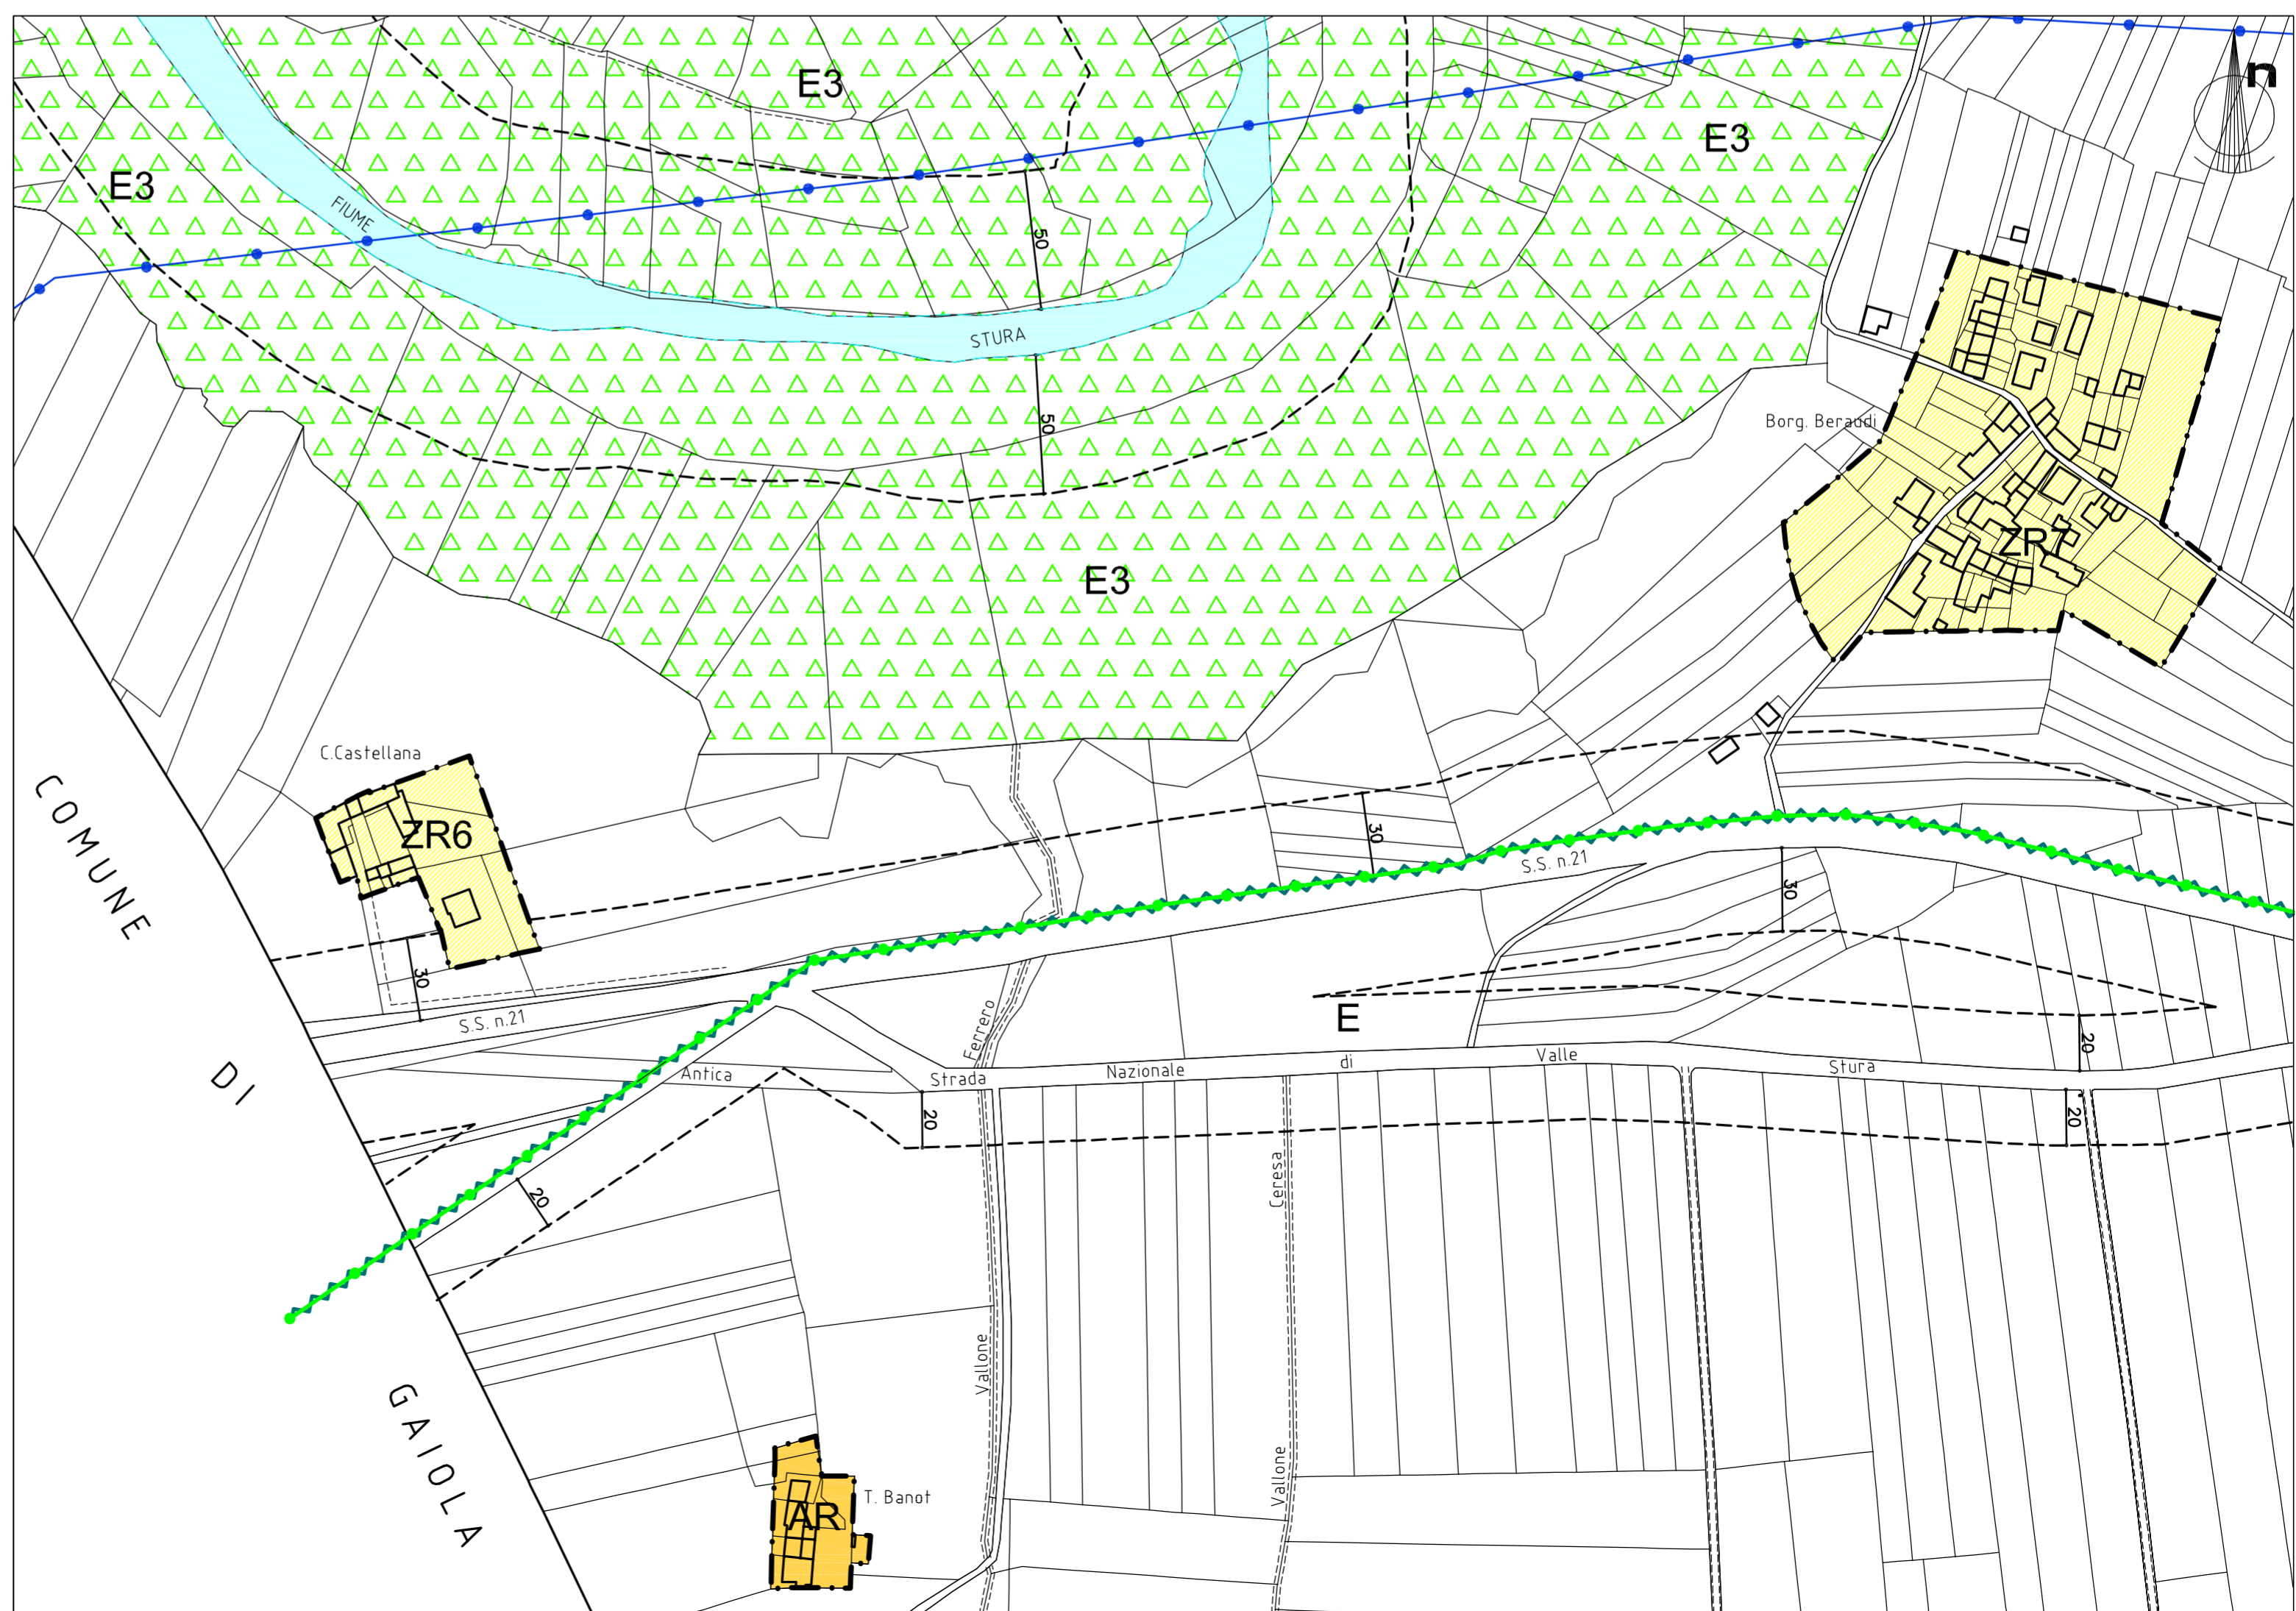 n
E3
E3
E3
FIUME
50
STURA
50
Borg. Beraudi
ZR7
E3
C.Castellana
ZR6
COMUNE
30
S.S. n.21
30
30
S.S. n.21
E
Ferrero
DI
Antica Strada Nazionale di Valle Stura
20
20
20
20
Ceresa
Vallone
GAIOLA
Vallone
T. Banot
AR